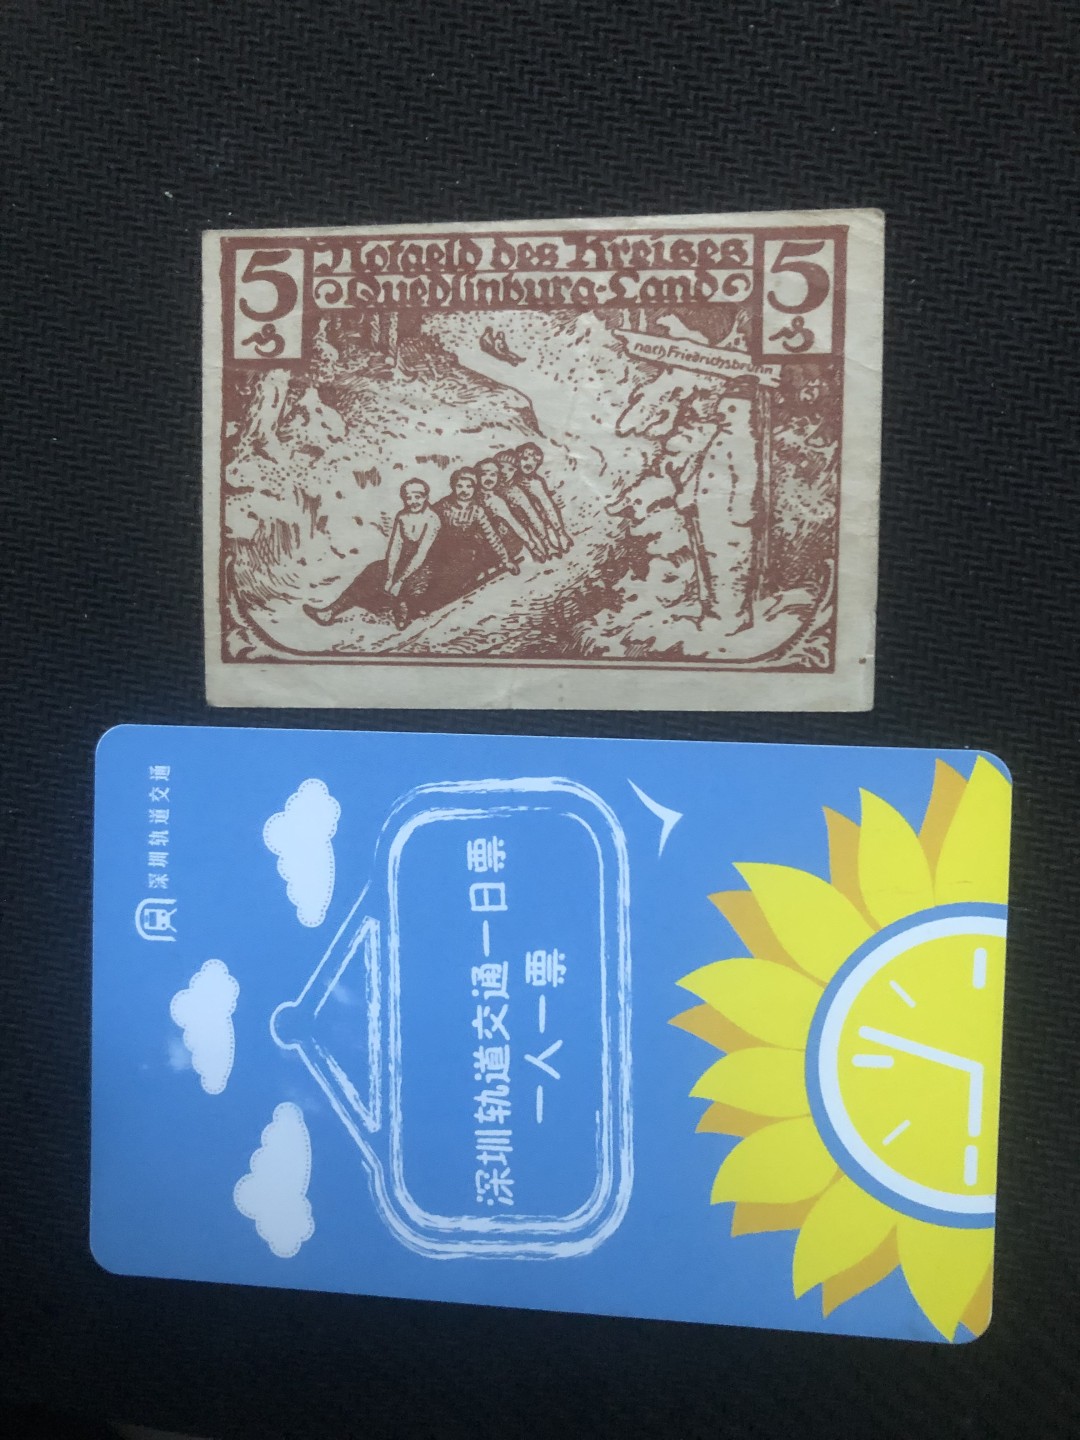 5
₰
Notgeld des Kreises
Quedlinburg-Land
5
₰
nach Friedrichsbrunn
深圳轨道交通
深圳轨道交通一日票
一人一票